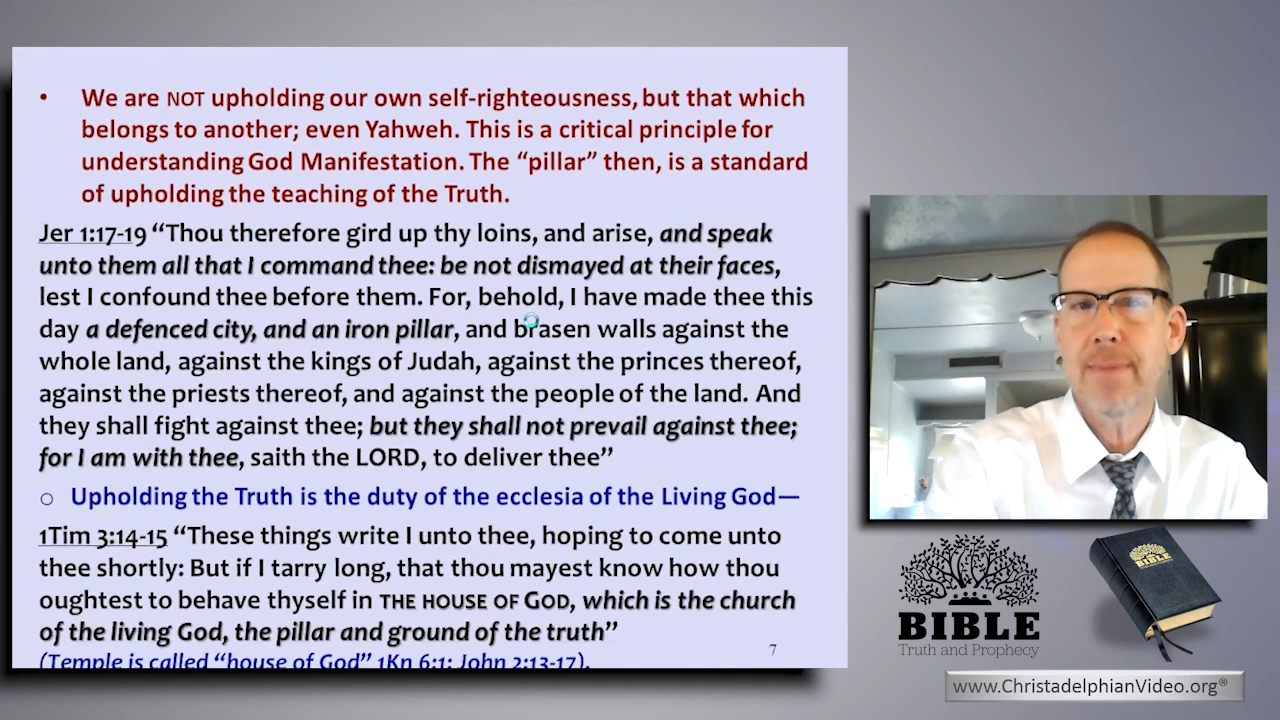 • We are NOT upholding our own self-righteousness, but that which
belongs to another; even Yahweh. This is a critical principle for
understanding God Manifestation. The “pillar” then, is a standard
of upholding the teaching of the Truth.
Jer 1:17-19 “Thou therefore gird up thy loins, and arise, and speak
unto them all that I command thee: be not dismayed at their faces,
lest I confound thee before them. For, behold, I have made thee this
day a defenced city, and an iron pillar, and brasen walls against the
whole land, against the kings of Judah, against the princes thereof,
against the priests thereof, and against the people of the land. And
they shall fight against thee; but they shall not prevail against thee;
for I am with thee, saith the LORD, to deliver thee”
o Upholding the Truth is the duty of the ecclesia of the Living God—
1Tim 3:14-15 “These things write I unto thee, hoping to come unto
thee shortly: But if I tarry long, that thou mayest know how thou
oughtest to behave thyself in THE HOUSE OF GOD, which is the church
of the living God, the pillar and ground of the truth”
(Temple is called “house of God” 1Kn 6:1; John 2:13-17).
7
BIBLE
Truth and Prophecy
BIBLE
www.ChristadelphianVideo.org®